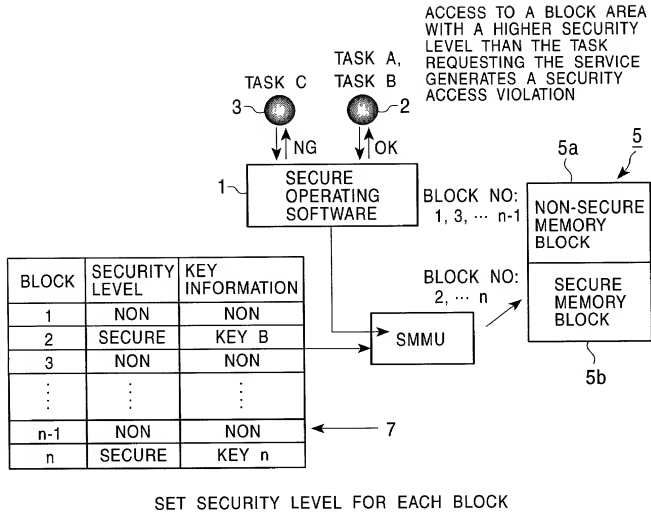 ACCESS TO A BLOCK AREA
WITH A HIGHER SECURITY
LEVEL THAN THE TASK
REQUESTING THE SERVICE
GENERATES A SECURITY
ACCESS VIOLATION
TASK A,
TASK C TASK B
3 2
NG OK
1
SECURE
OPERATING
SOFTWARE
5a 5
BLOCK NO:
1, 3, ··· n-1
NON-SECURE
MEMORY
BLOCK
BLOCK NO:
2, ··· n
SECURE
MEMORY
BLOCK
5b
SMMU
BLOCK SECURITY LEVEL KEY INFORMATION
1 NON NON
2 SECURE KEY B
3 NON NON
⋮ ⋮ ⋮
n-1 NON NON
n SECURE KEY n
7
SET SECURITY LEVEL FOR EACH BLOCK